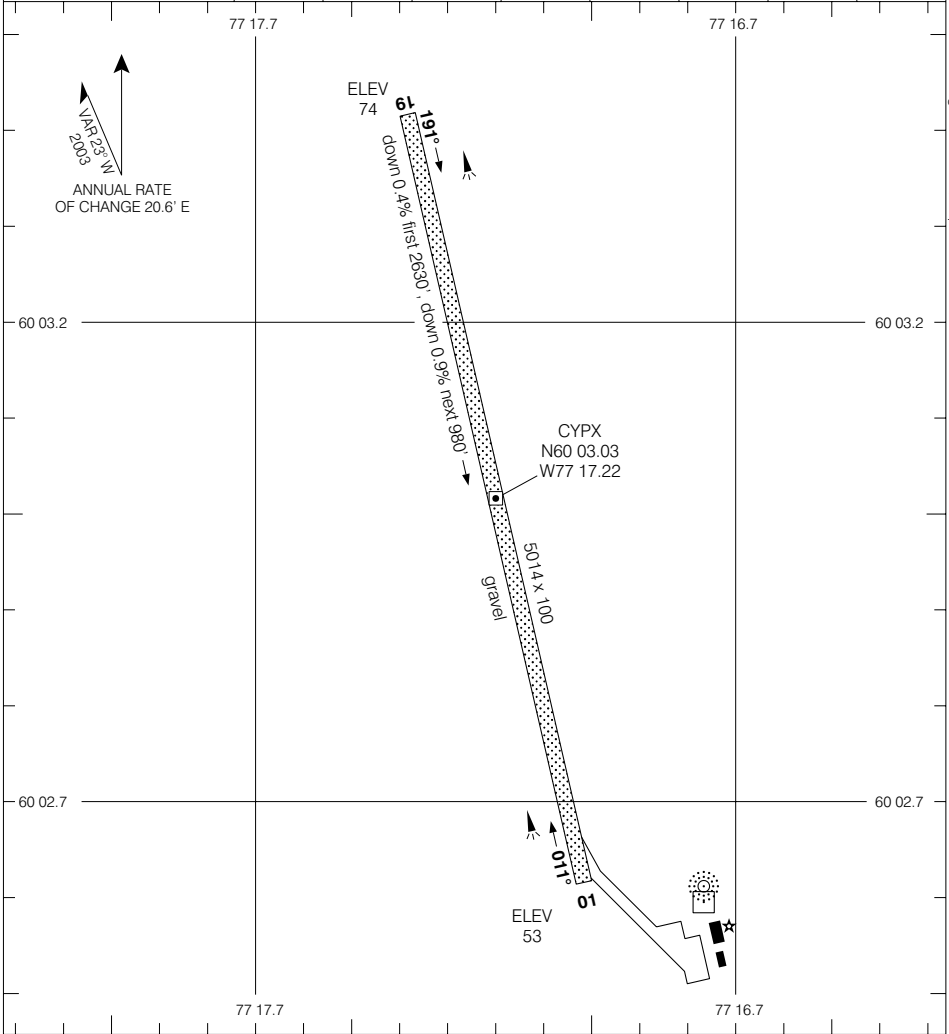 77 17.7
77 16.7
VAR 23° W
2003
ANNUAL RATE
OF CHANGE 20.6' E
ELEV
74
19
191°
down 0.4% first 2630', down 0.9% next 980'
60 03.2
60 03.2
CYPX
N60 03.03
W77 17.22
5014 x 100
gravel
60 02.7
60 02.7
011°
01
ELEV
53
77 17.7
77 16.7